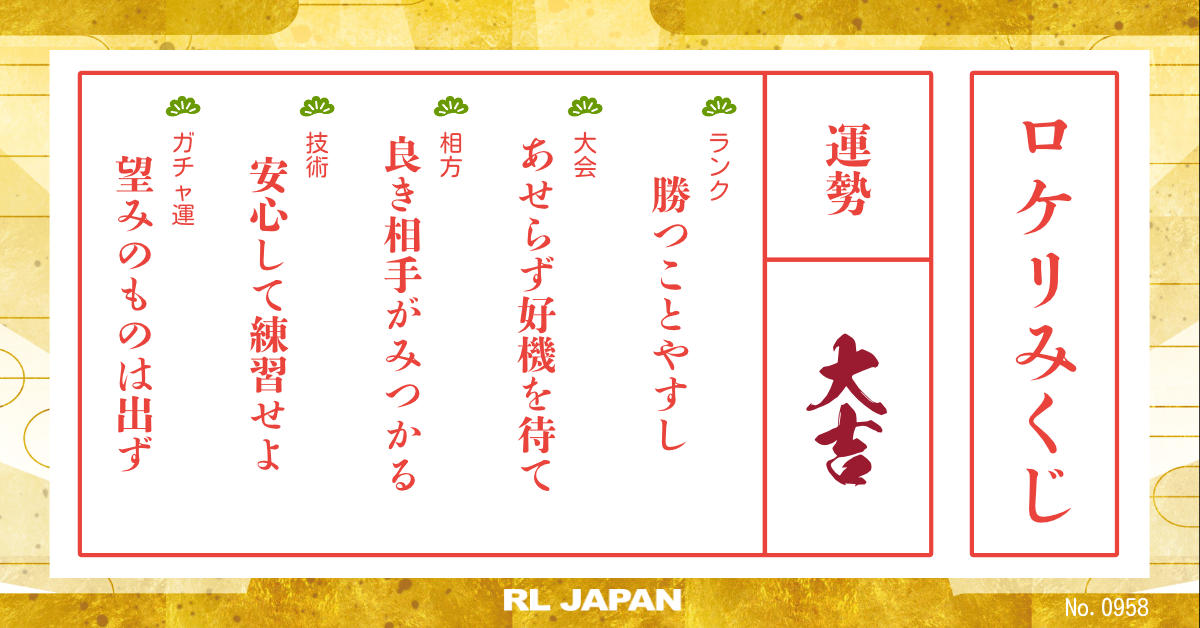 ロケリみくじ
運勢
大吉
ランク
勝つことやすし
大会
あせらず好機を待て
相方
良き相手がみつかる
技術
安心して練習せよ
ガチャ運
望みのものは出ず
RL JAPAN
No. 0958